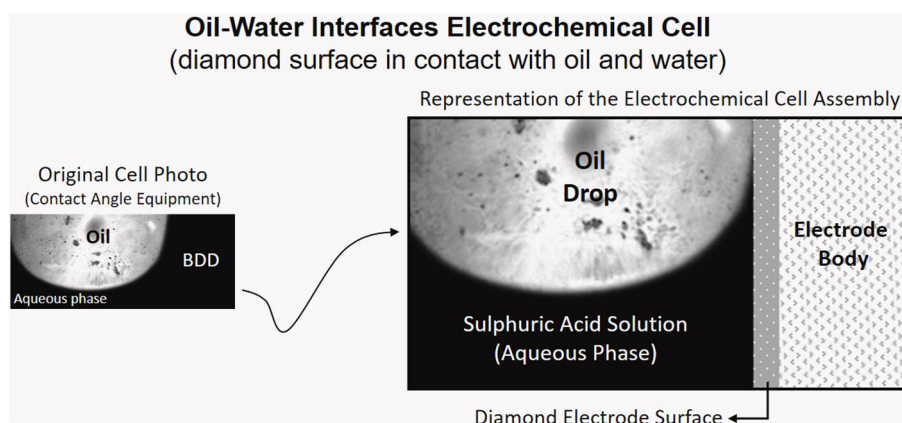 Oil-Water Interfaces Electrochemical Cell
(diamond surface in contact with oil and water)
Representation of the Electrochemical Cell Assembly
Original Cell Photo
(Contact Angle Equipment)
Oil
BDD
Aqueous phase
Oil
Drop
Electrode
Body
Sulphuric Acid Solution
(Aqueous Phase)
Diamond Electrode Surface